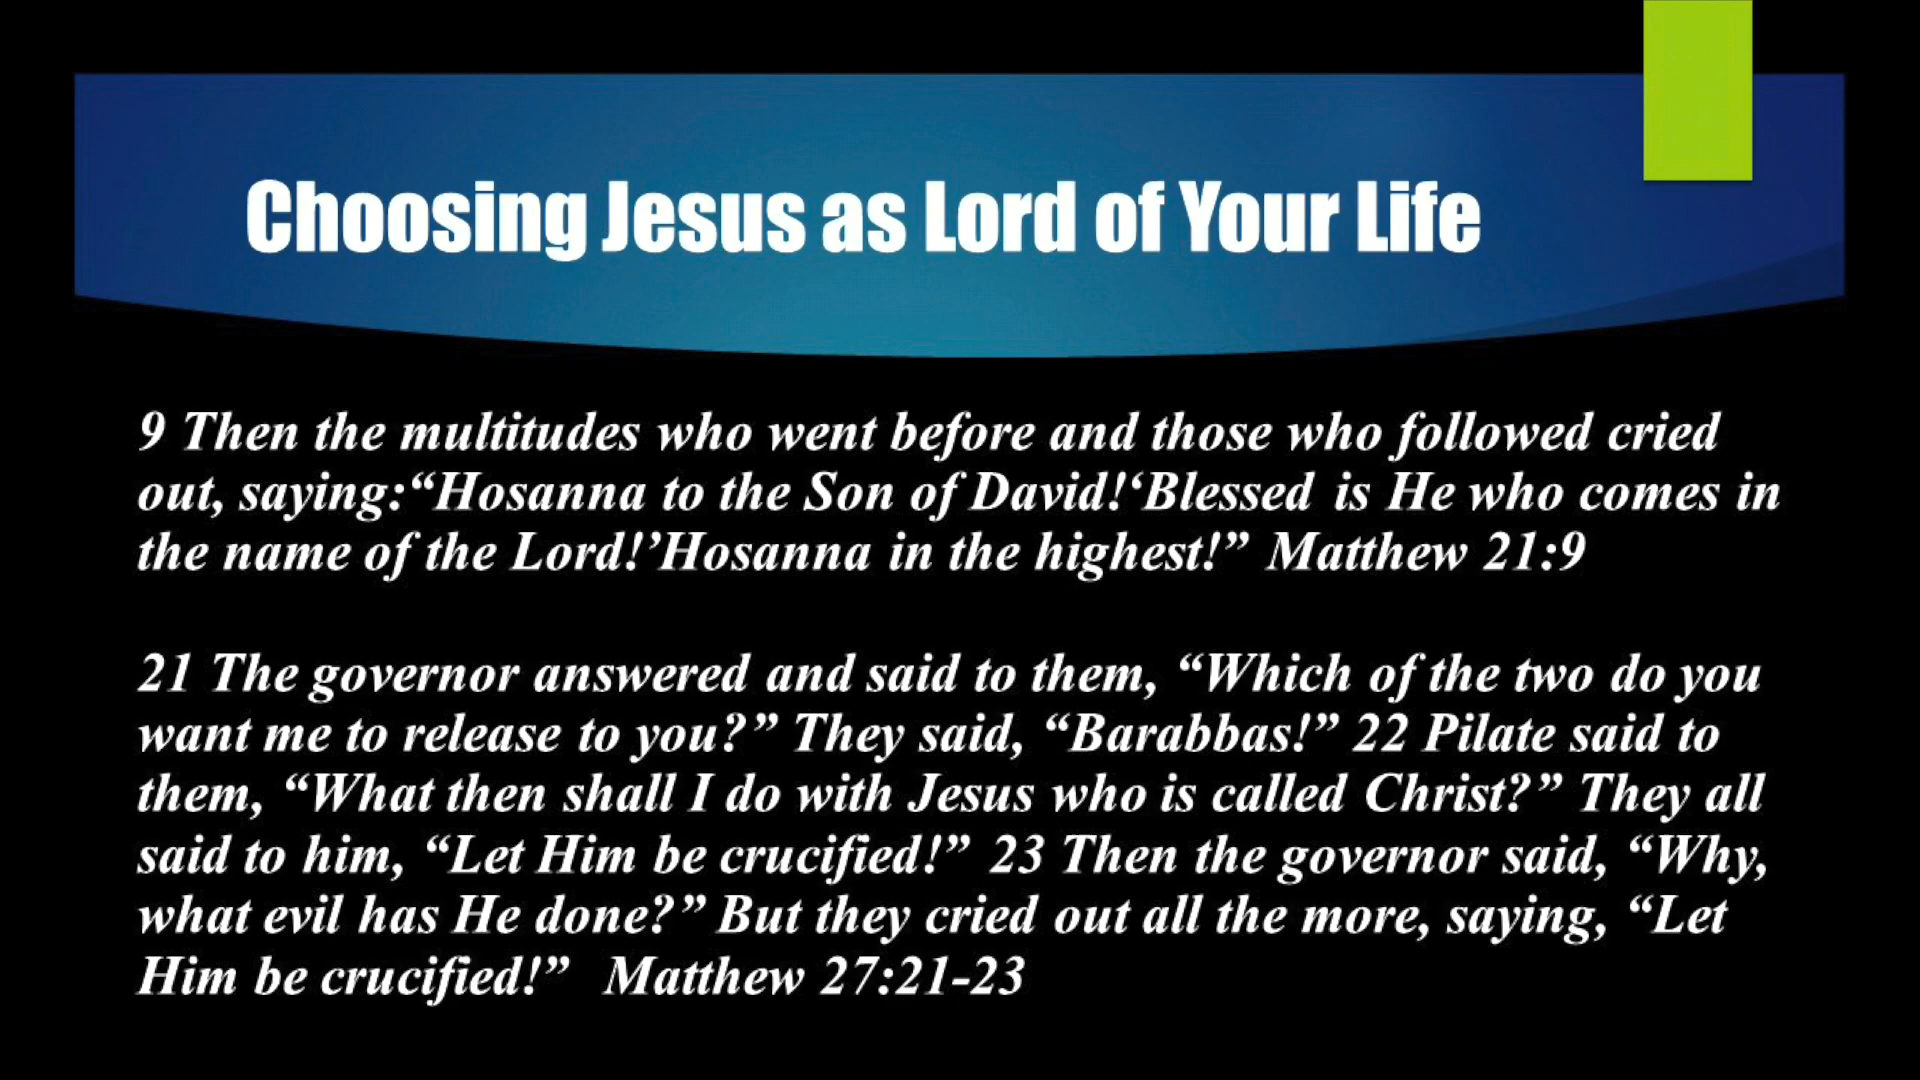 Choosing Jesus as Lord of Your Life
9 Then the multitudes who went before and those who followed cried
out, saying:“Hosanna to the Son of David!‘Blessed is He who comes in
the name of the Lord!’Hosanna in the highest!” Matthew 21:9
21 The governor answered and said to them, “Which of the two do you
want me to release to you?” They said, “Barabbas!” 22 Pilate said to
them, “What then shall I do with Jesus who is called Christ?” They all
said to him, “Let Him be crucified!” 23 Then the governor said, “Why,
what evil has He done?” But they cried out all the more, saying, “Let
Him be crucified!” Matthew 27:21-23